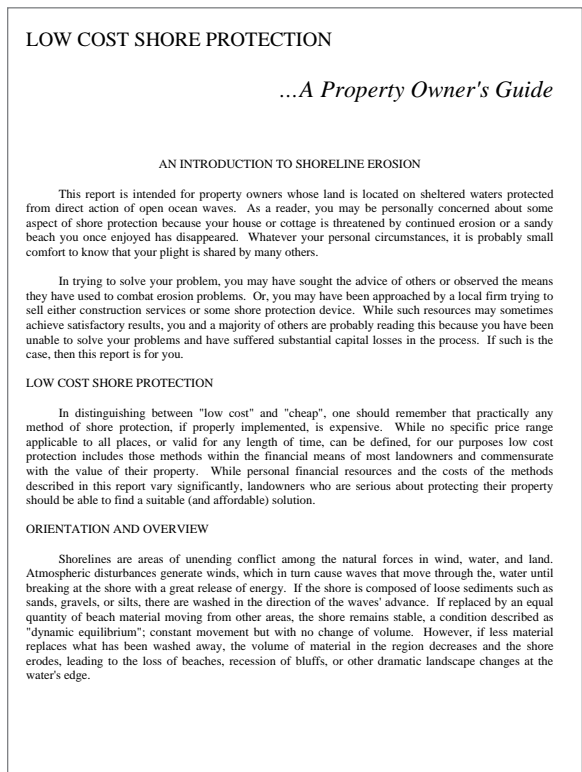 LOW COST SHORE PROTECTION
...A Property Owner's Guide
AN INTRODUCTION TO SHORELINE EROSION
This report is intended for property owners whose land is located on sheltered waters protected
from direct action of open ocean waves. As a reader, you may be personally concerned about some
aspect of shore protection because your house or cottage is threatened by continued erosion or a sandy
beach you once enjoyed has disappeared. Whatever your personal circumstances, it is probably small
comfort to know that your plight is shared by many others.
In trying to solve your problem, you may have sought the advice of others or observed the means
they have used to combat erosion problems. Or, you may have been approached by a local firm trying to
sell either construction services or some shore protection device. While such resources may sometimes
achieve satisfactory results, you and a majority of others are probably reading this because you have been
unable to solve your problems and have suffered substantial capital losses in the process. If such is the
case, then this report is for you.
LOW COST SHORE PROTECTION
In distinguishing between "low cost" and "cheap", one should remember that practically any
method of shore protection, if properly implemented, is expensive. While no specific price range
applicable to all places, or valid for any length of time, can be defined, for our purposes low cost
protection includes those methods within the financial means of most landowners and commensurate
with the value of their property. While personal financial resources and the costs of the methods
described in this report vary significantly, landowners who are serious about protecting their property
should be able to find a suitable (and affordable) solution.
ORIENTATION AND OVERVIEW
Shorelines are areas of unending conflict among the natural forces in wind, water, and land.
Atmospheric disturbances generate winds, which in turn cause waves that move through the, water until
breaking at the shore with a great release of energy. If the shore is composed of loose sediments such as
sands, gravels, or silts, there are washed in the direction of the waves' advance. If replaced by an equal
quantity of beach material moving from other areas, the shore remains stable, a condition described as
"dynamic equilibrium"; constant movement but with no change of volume. However, if less material
replaces what has been washed away, the volume of material in the region decreases and the shore
erodes, leading to the loss of beaches, recession of bluffs, or other dramatic landscape changes at the
water's edge.